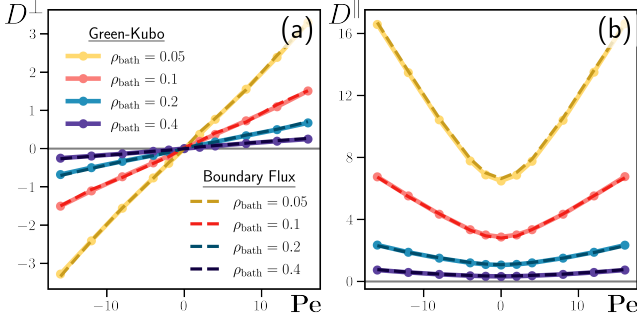 D⊥
(a)
Green-Kubo
ρbath = 0.05
ρbath = 0.1
ρbath = 0.2
ρbath = 0.4
Boundary Flux
ρbath = 0.05
ρbath = 0.1
ρbath = 0.2
ρbath = 0.4
3
2
1
0
−1
−2
−3
−10
0
10
Pe
D||
(b)
16
12
8
4
0
−10
0
10
Pe